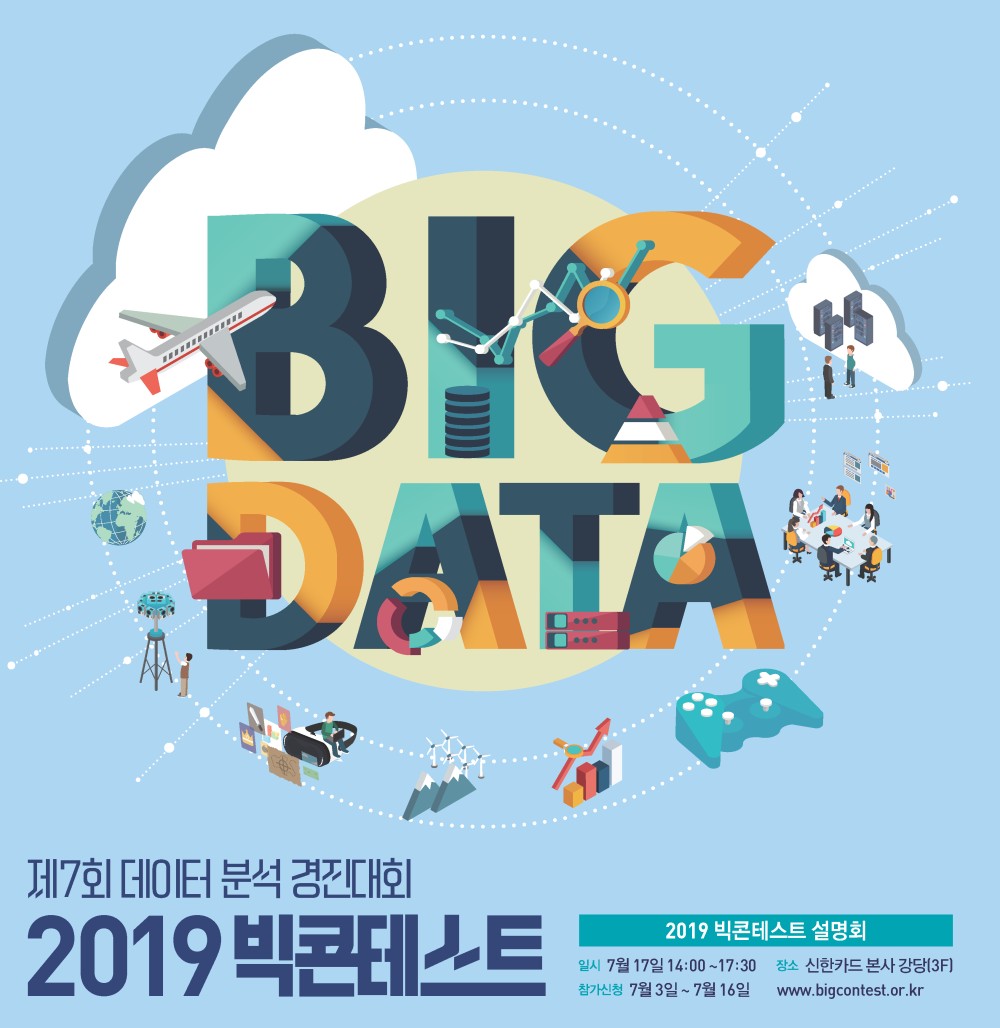 BIG
DATA
제7회 데이터 분석 경진대회
2019 빅콘테스트
2019 빅콘테스트 설명회
일시 7월 17일 14:00 ~17:30 장소 신한카드 본사 강당(3F)
참가신청 7월 3일 ~ 7월 16일 www.bigcontest.or.kr